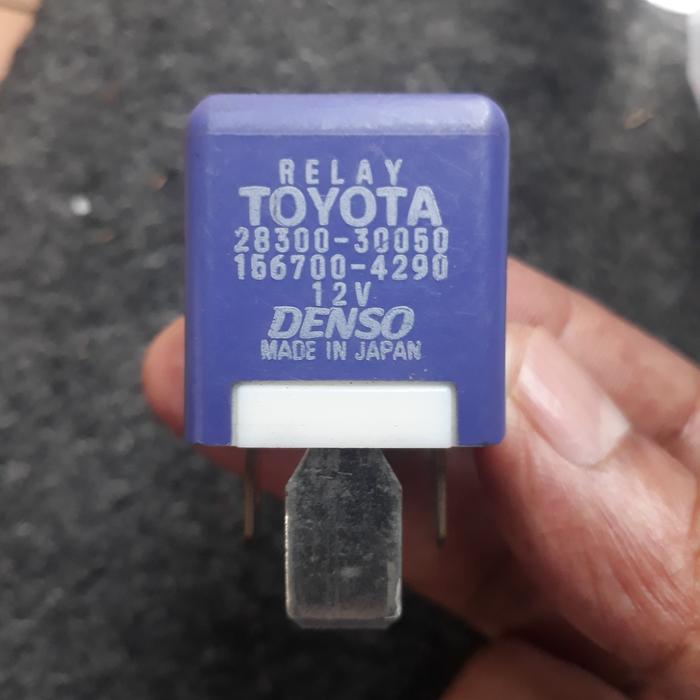 RELAY
TOYOTA
28300-30050
156700-4290
12V
DENSO
MADE IN JAPAN